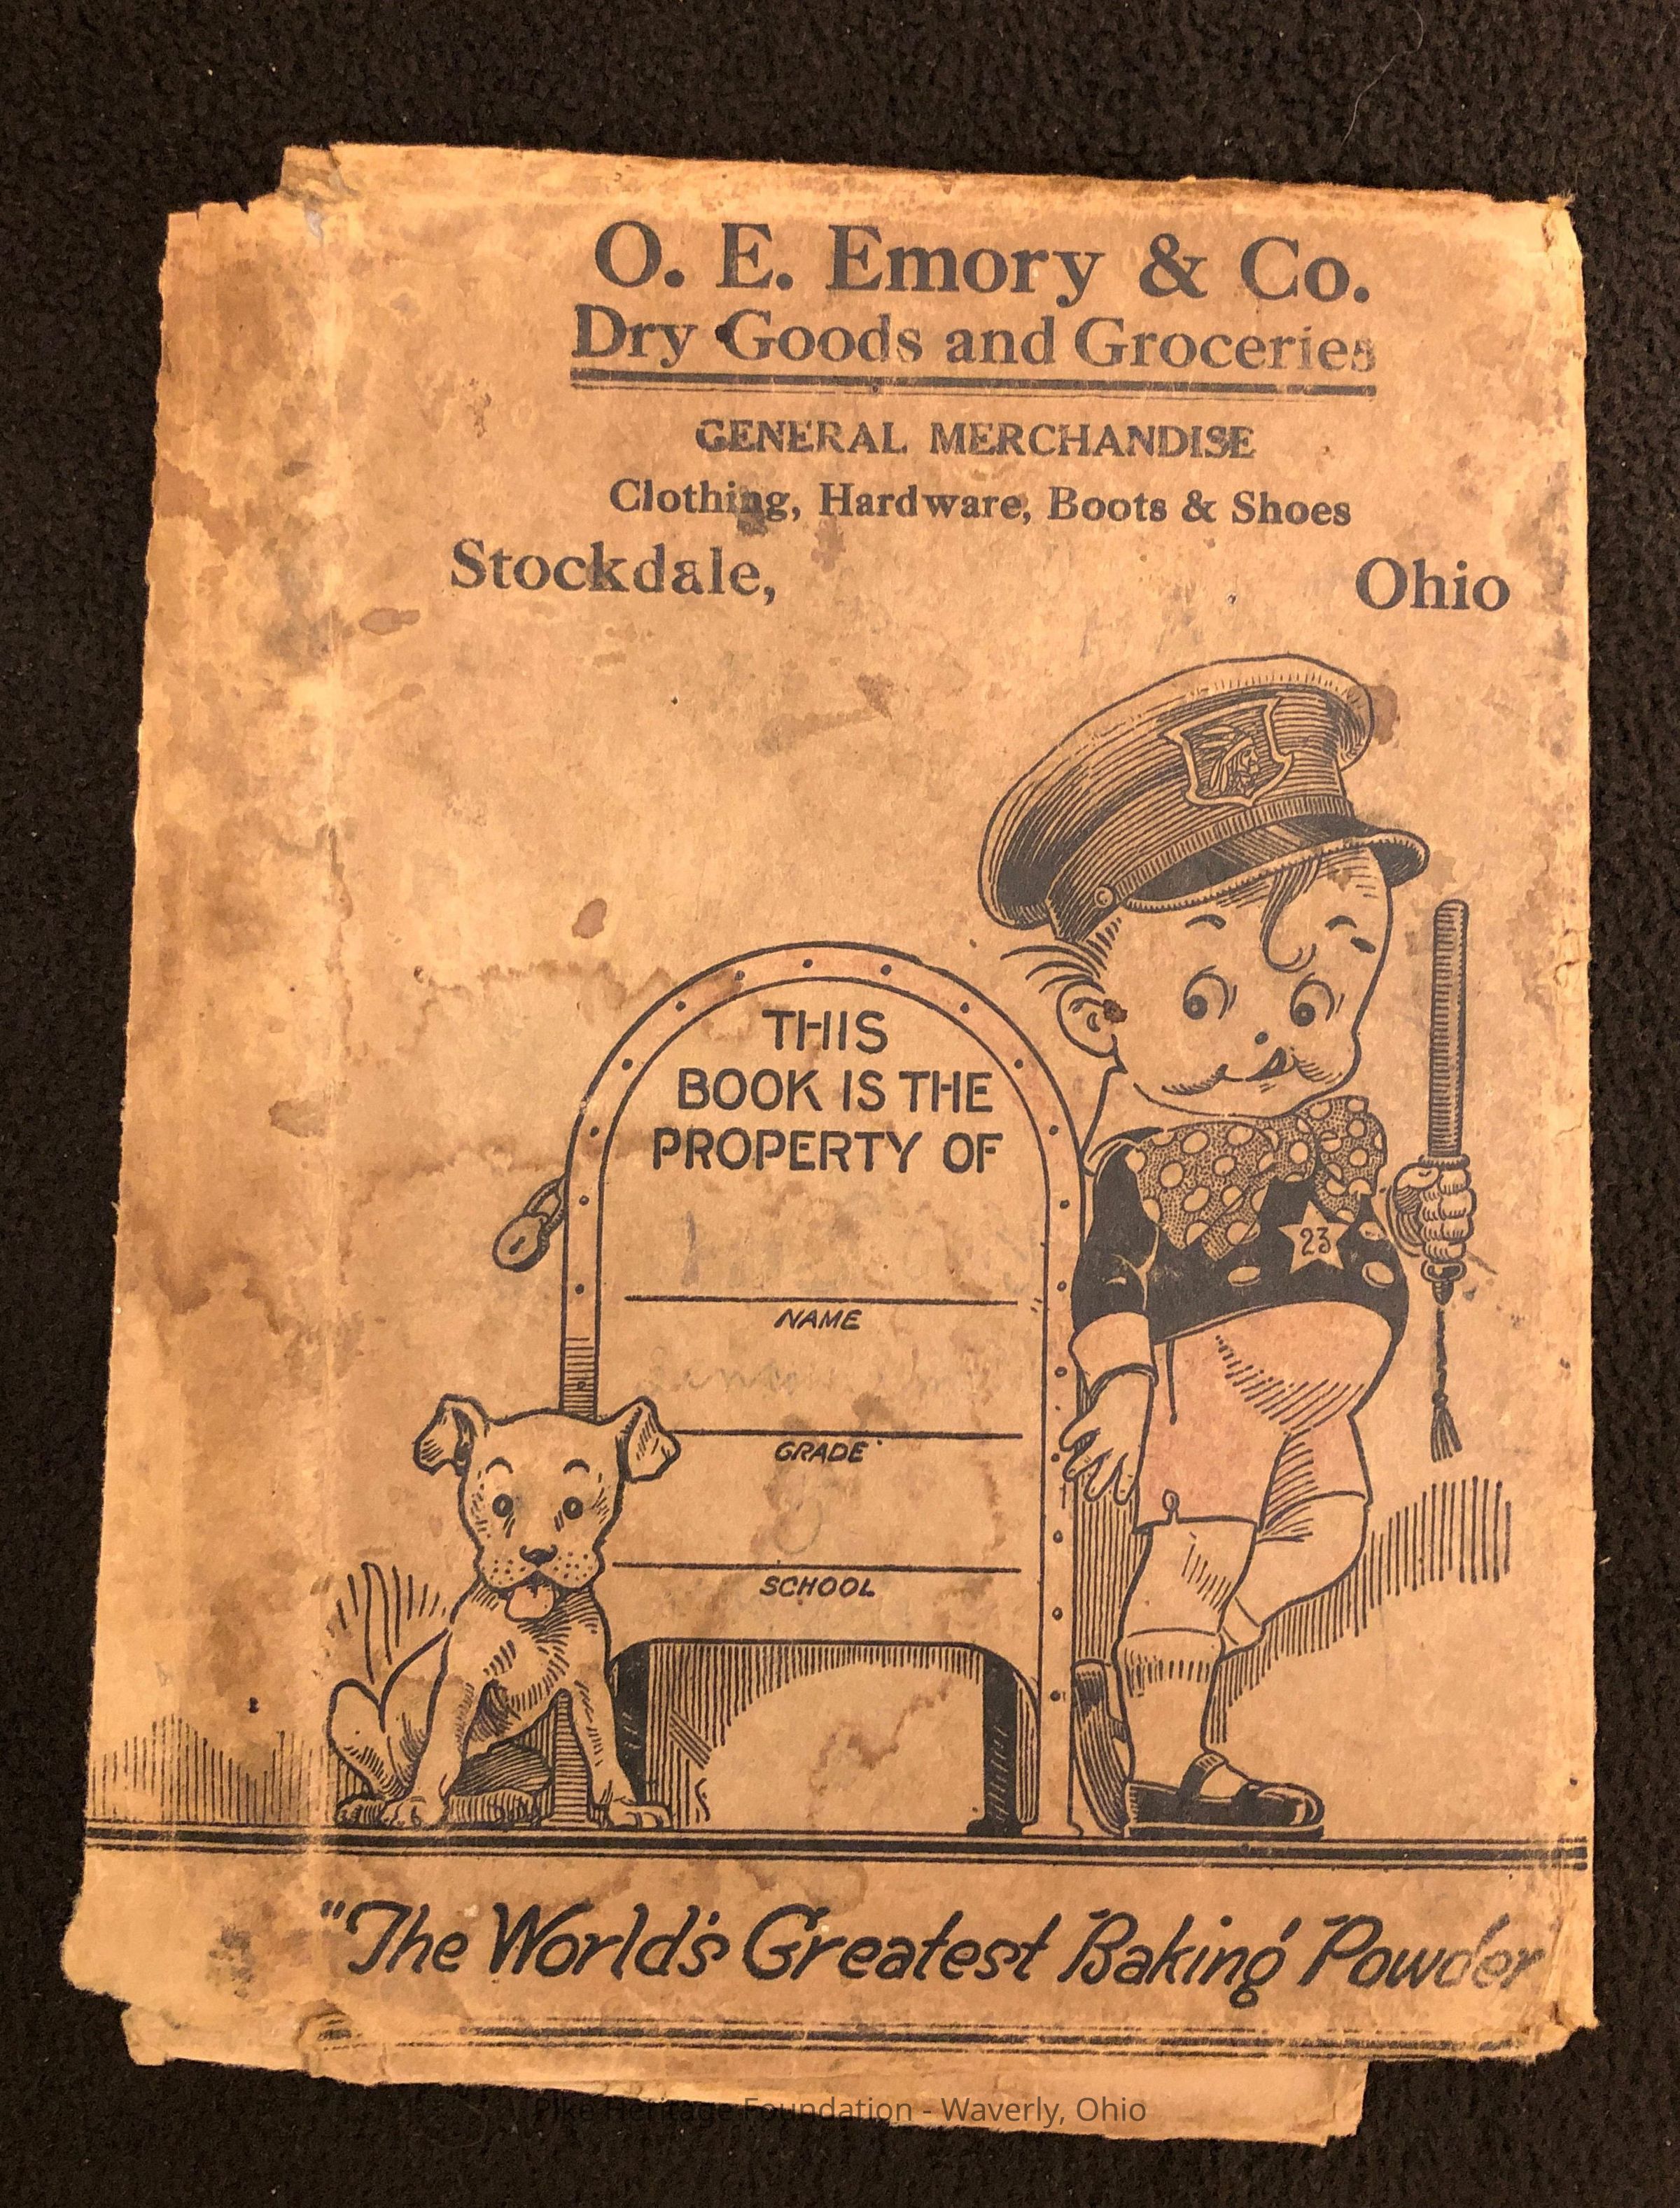 O. E. Emory & Co.
Dry Goods and Groceries
GENERAL MERCHANDISE
Clothing, Hardware, Boots & Shoes
Stockdale, Ohio
THIS
BOOK IS THE
PROPERTY OF
23
NAME
GRADE
SCHOOL
"The World's Greatest Baking Powder
Pike Heritage Foundation - Waverly, Ohio